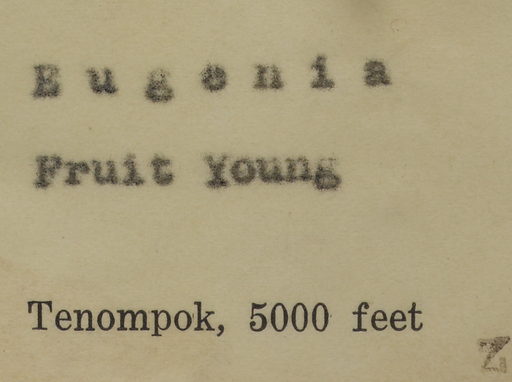 Eugenia
Fruit Young
Tenompok, 5000 feet